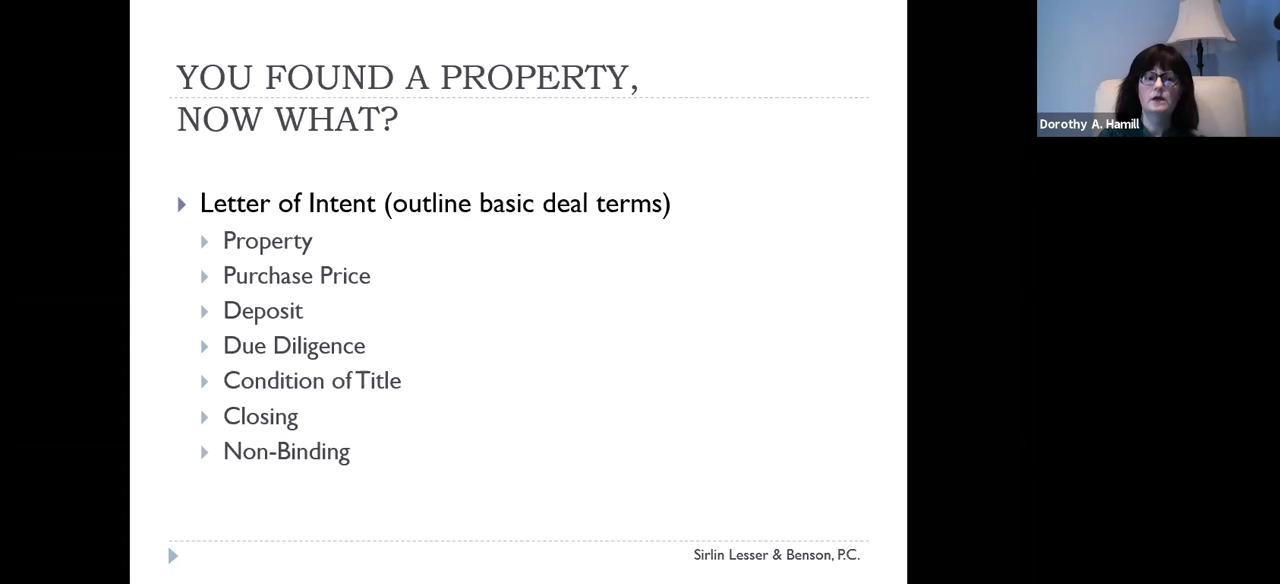 YOU FOUND A PROPERTY,
NOW WHAT?
Letter of Intent (outline basic deal terms)
Property
Purchase Price
Deposit
Due Diligence
Condition of Title
Closing
Non-Binding
Sirlin Lesser & Benson, P.C.
Dorothy A. Hamill